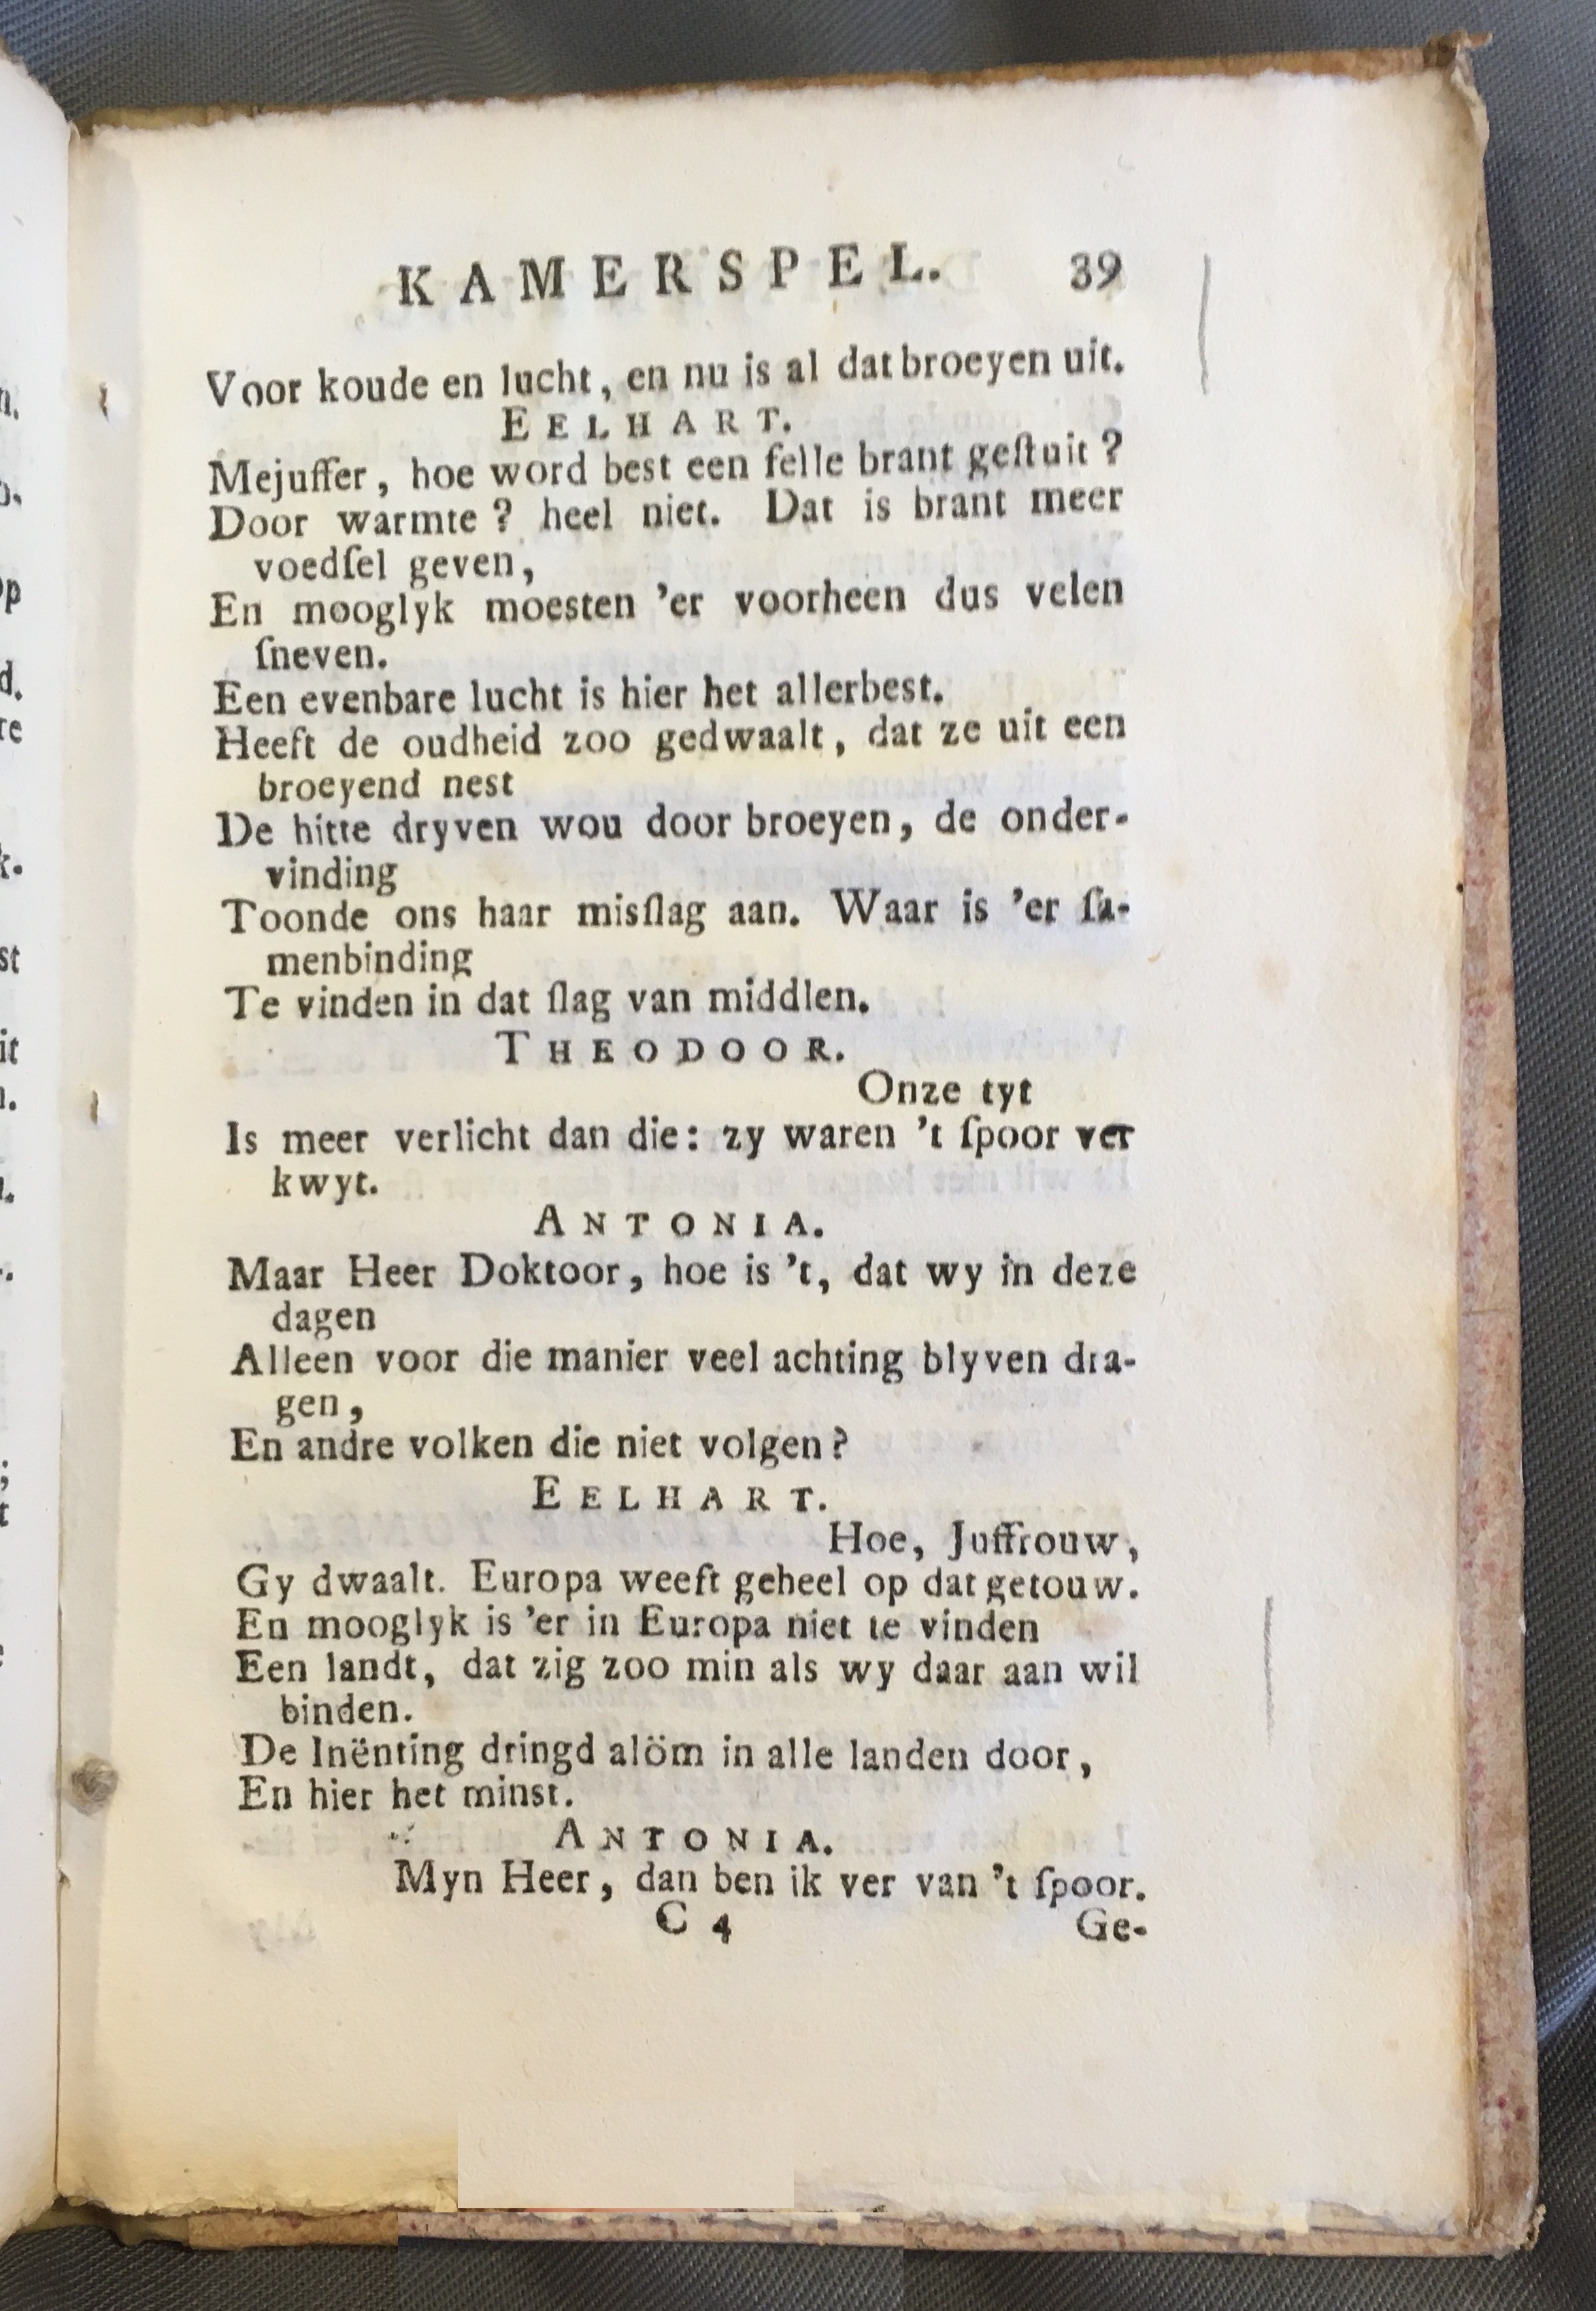 KAMERSPEL. 39
Voor koude en lucht, en nu is al dat broeyen uit.
EELHART.
Mejuffer, hoe word best een felle brant geſtuit?
Door warmte? heel niet. Dat is brant meer
voedſel geven,
En mooglyk moesten 'er voorheen dus velen
ſneven.
Een evenbare lucht is hier het allerbest.
Heeft de oudheid zoo gedwaalt, dat ze uit een
broeyend nest
De hitte dryven wou door broeyen, de onder-
vinding
Toonde ons haar misſlag aan. Waar is 'er ſa-
menbinding
Te vinden in dat ſlag van middlen.
THEODOOR.
Onze tyt
Is meer verlicht dan die: zy waren 't ſpoor ver
kwyt.
ANTONIA.
Maar Heer Doktoor, hoe is 't, dat wy in deze
dagen
Alleen voor die manier veel achting blyven dra-
gen,
En andre volken die niet volgen?
EELHART.
Hoe, Juffrouw,
Gy dwaalt. Europa weeft geheel op dat getouw.
En mooglyk is 'er in Europa niet te vinden
Een landt, dat zig zoo min als wy daar aan wil
binden.
De Inënting dringd alöm in alle landen door,
En hier het minst.
ANTONIA.
Myn Heer, dan ben ik ver van 't ſpoor.
C 4 Ge-